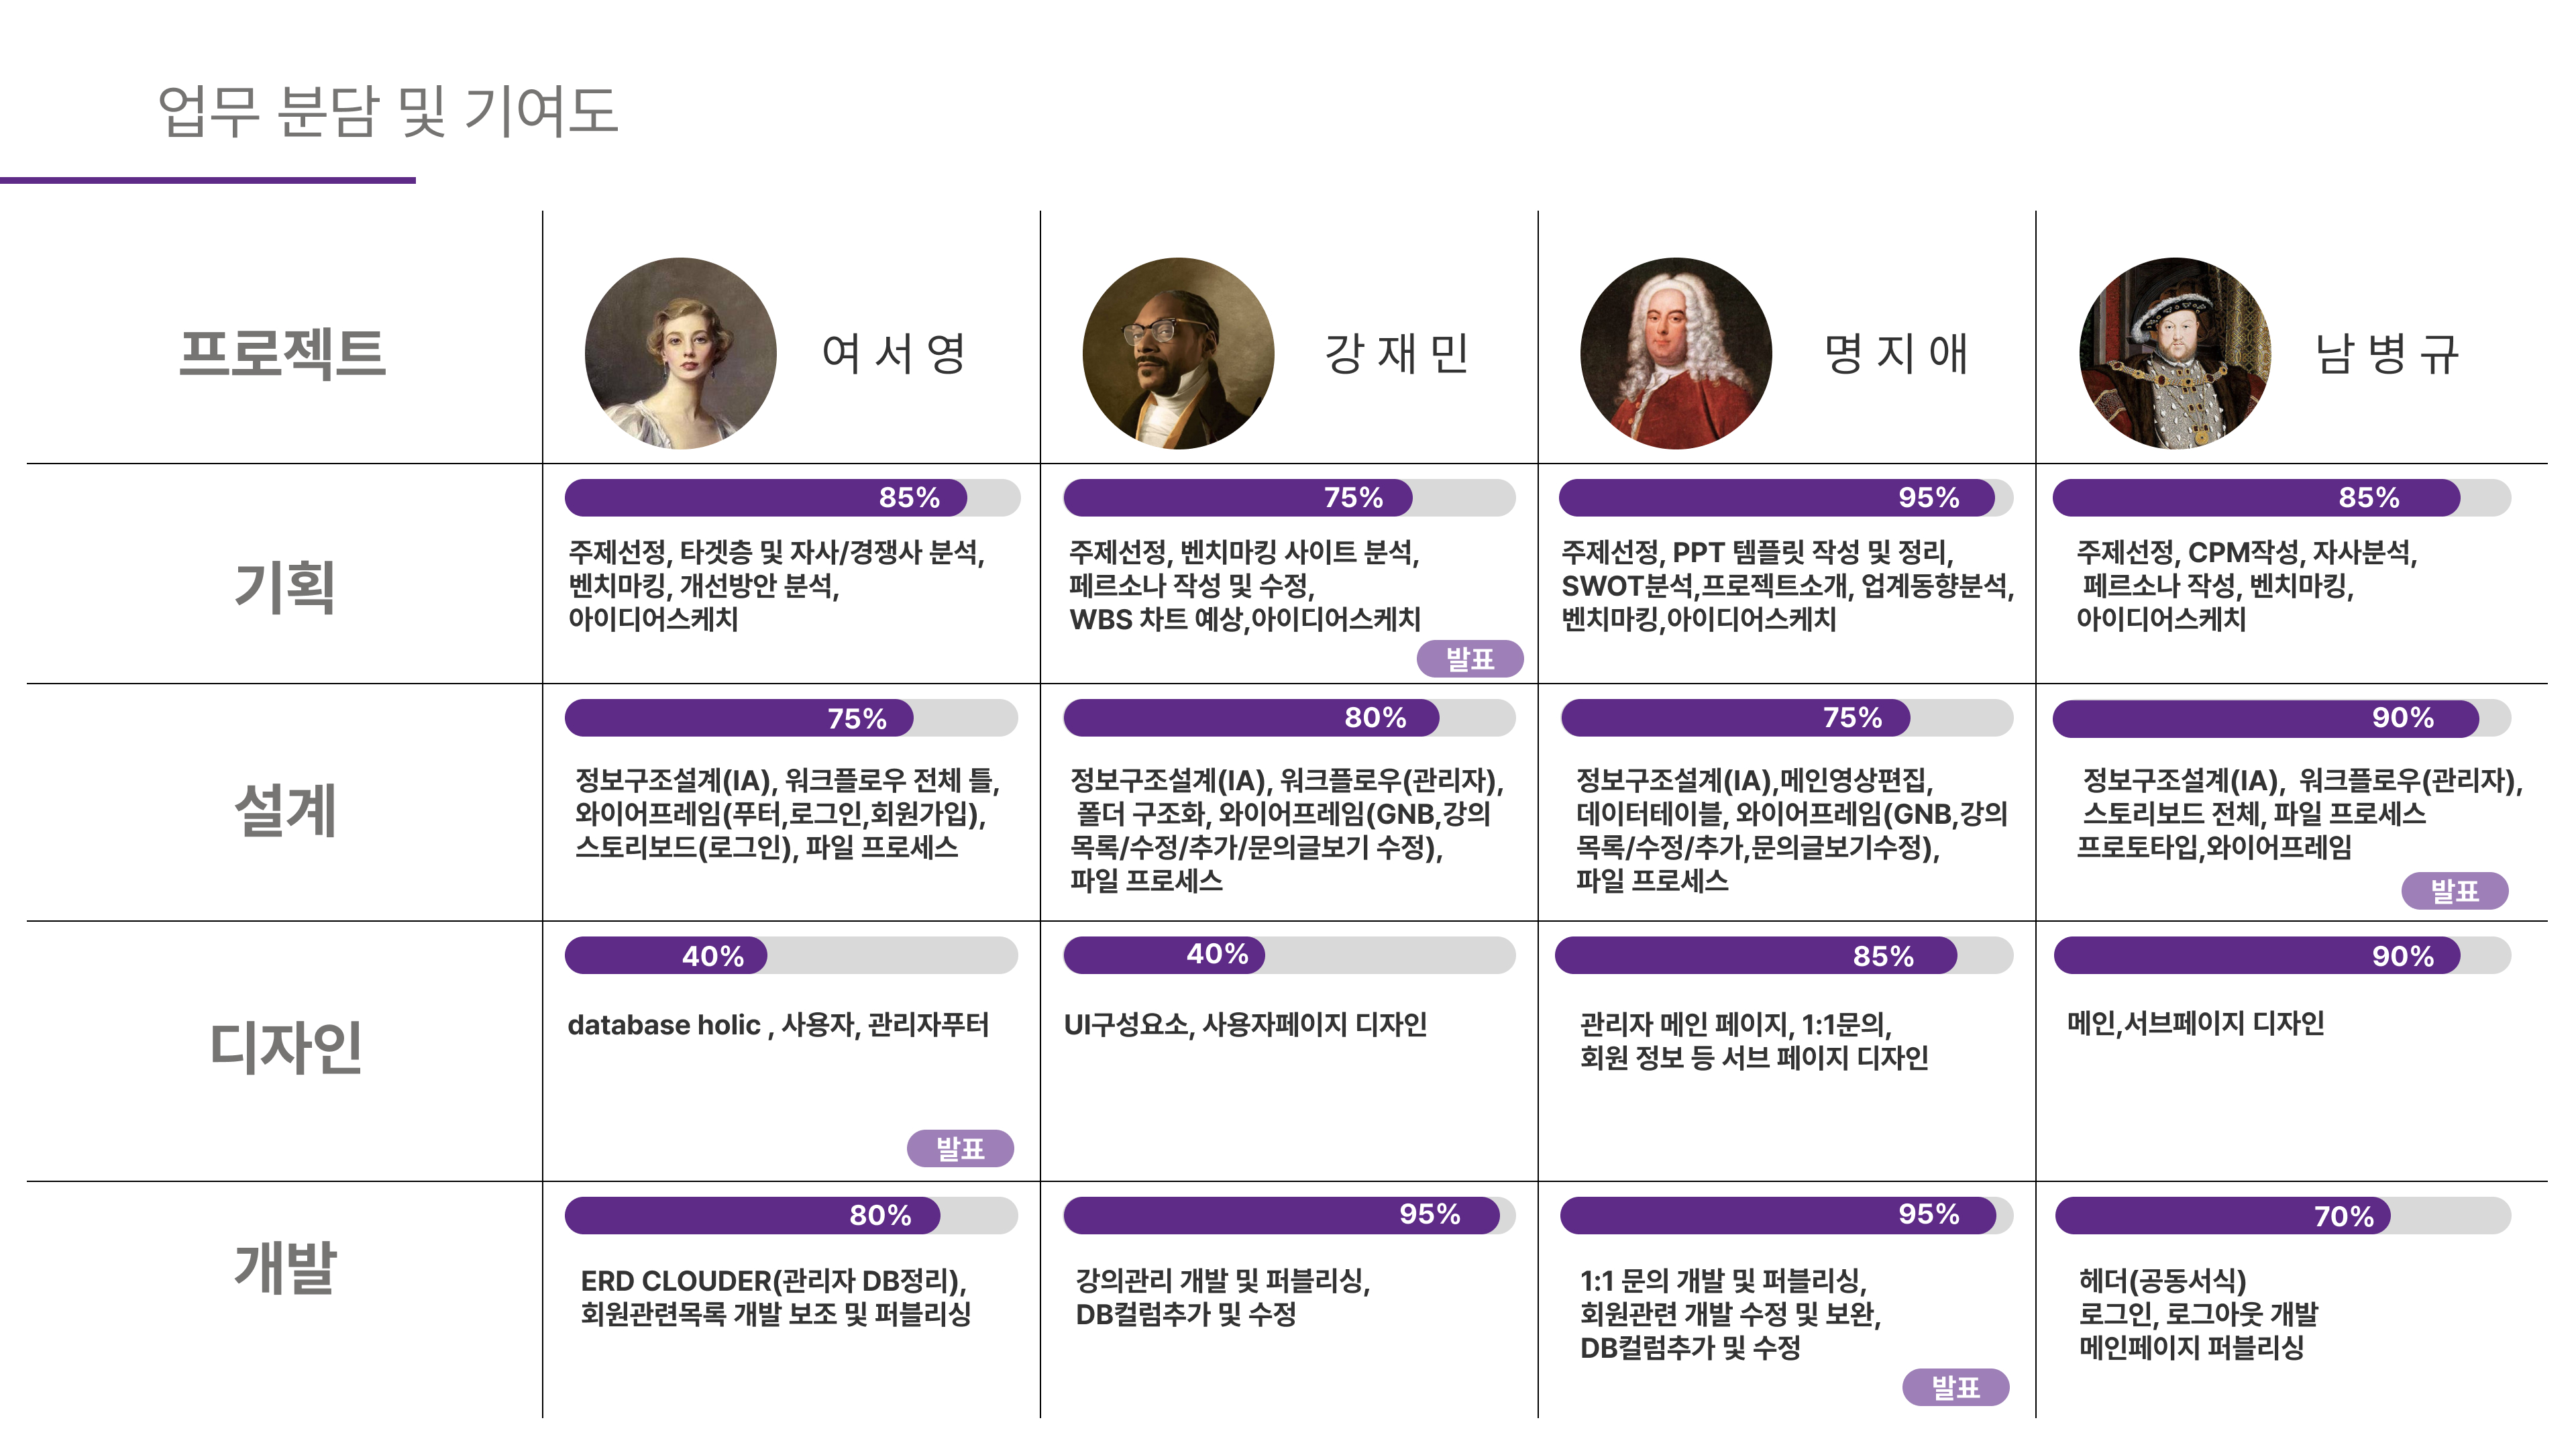 업무 분담 및 기여도
프로젝트
여서영
강재민
명지애
남병규
기획
85%
주제선정, 타겟층 및 자사/경쟁사 분석,
벤치마킹, 개선방안 분석,
아이디어스케치
75%
주제선정, 벤치마킹 사이트 분석,
페르소나 작성 및 수정,
WBS 차트 예상,아이디어스케치
발표
95%
주제선정, PPT 템플릿 작성 및 정리,
SWOT분석,프로젝트소개, 업계동향분석,
벤치마킹,아이디어스케치
85%
주제선정, CPM작성, 자사분석,
페르소나 작성, 벤치마킹,
아이디어스케치
설계
75%
정보구조설계(IA), 워크플로우 전체 틀,
와이어프레임(푸터,로그인,회원가입),
스토리보드(로그인), 파일 프로세스
80%
정보구조설계(IA), 워크플로우(관리자),
폴더 구조화, 와이어프레임(GNB,강의
목록/수정/추가/문의글보기 수정),
파일 프로세스
75%
정보구조설계(IA),메인영상편집,
데이터테이블, 와이어프레임(GNB,강의
목록/수정/추가,문의글보기수정),
파일 프로세스
90%
정보구조설계(IA), 워크플로우(관리자),
스토리보드 전체, 파일 프로세스
프로토타입,와이어프레임
발표
디자인
40%
database holic , 사용자, 관리자푸터
발표
40%
UI구성요소, 사용자페이지 디자인
85%
관리자 메인 페이지, 1:1문의,
회원 정보 등 서브 페이지 디자인
90%
메인,서브페이지 디자인
개발
80%
ERD CLOUDER(관리자 DB정리),
회원관련목록 개발 보조 및 퍼블리싱
95%
강의관리 개발 및 퍼블리싱,
DB컬럼추가 및 수정
95%
1:1 문의 개발 및 퍼블리싱,
회원관련 개발 수정 및 보완,
DB컬럼추가 및 수정
발표
70%
헤더(공동서식)
로그인, 로그아웃 개발
메인페이지 퍼블리싱